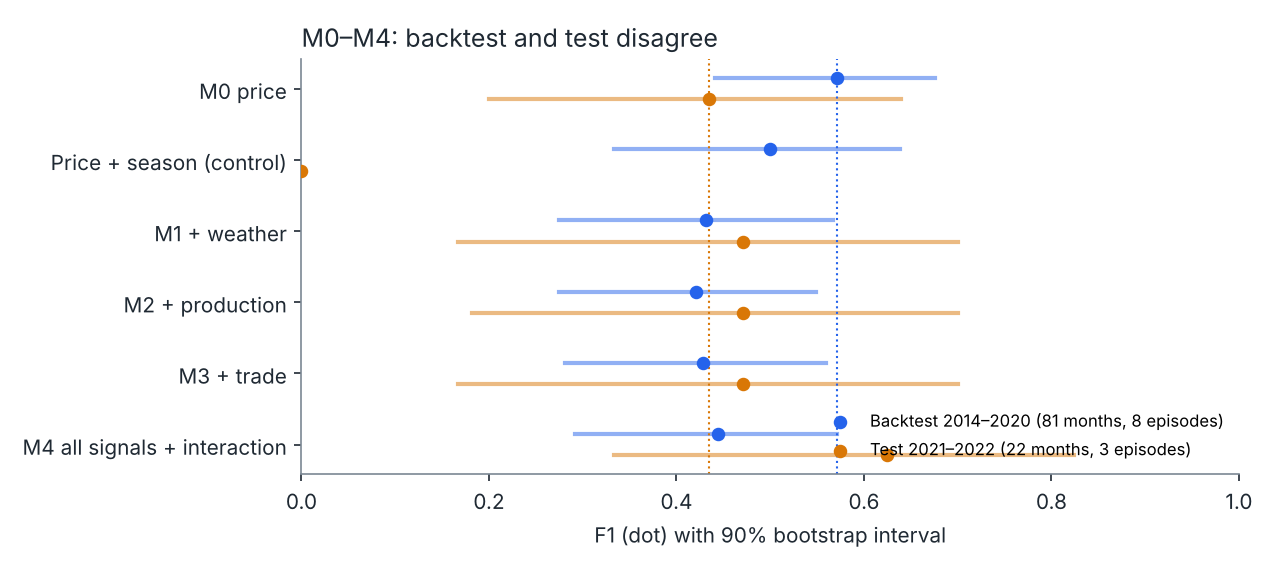 M0–M4: backtest and test disagree
M0 price
Price + season (control)
M1 + weather
M2 + production
M3 + trade
M4 all signals + interaction
Backtest 2014–2020 (81 months, 8 episodes)
Test 2021–2022 (22 months, 3 episodes)
0.0 0.2 0.4 0.6 0.8 1.0
F1 (dot) with 90% bootstrap interval